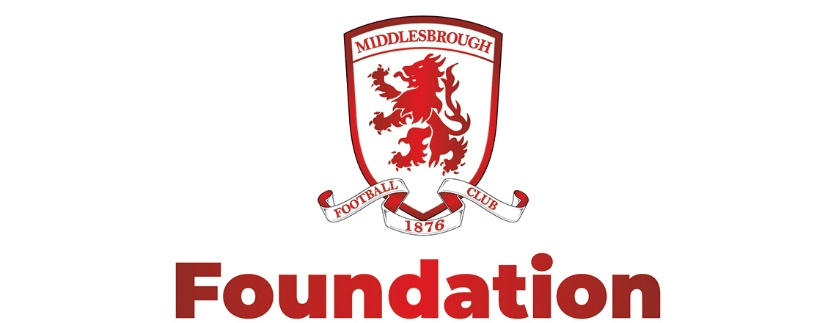 MIDDLESBROUGH
FOOTBALL CLUB
1876
Foundation